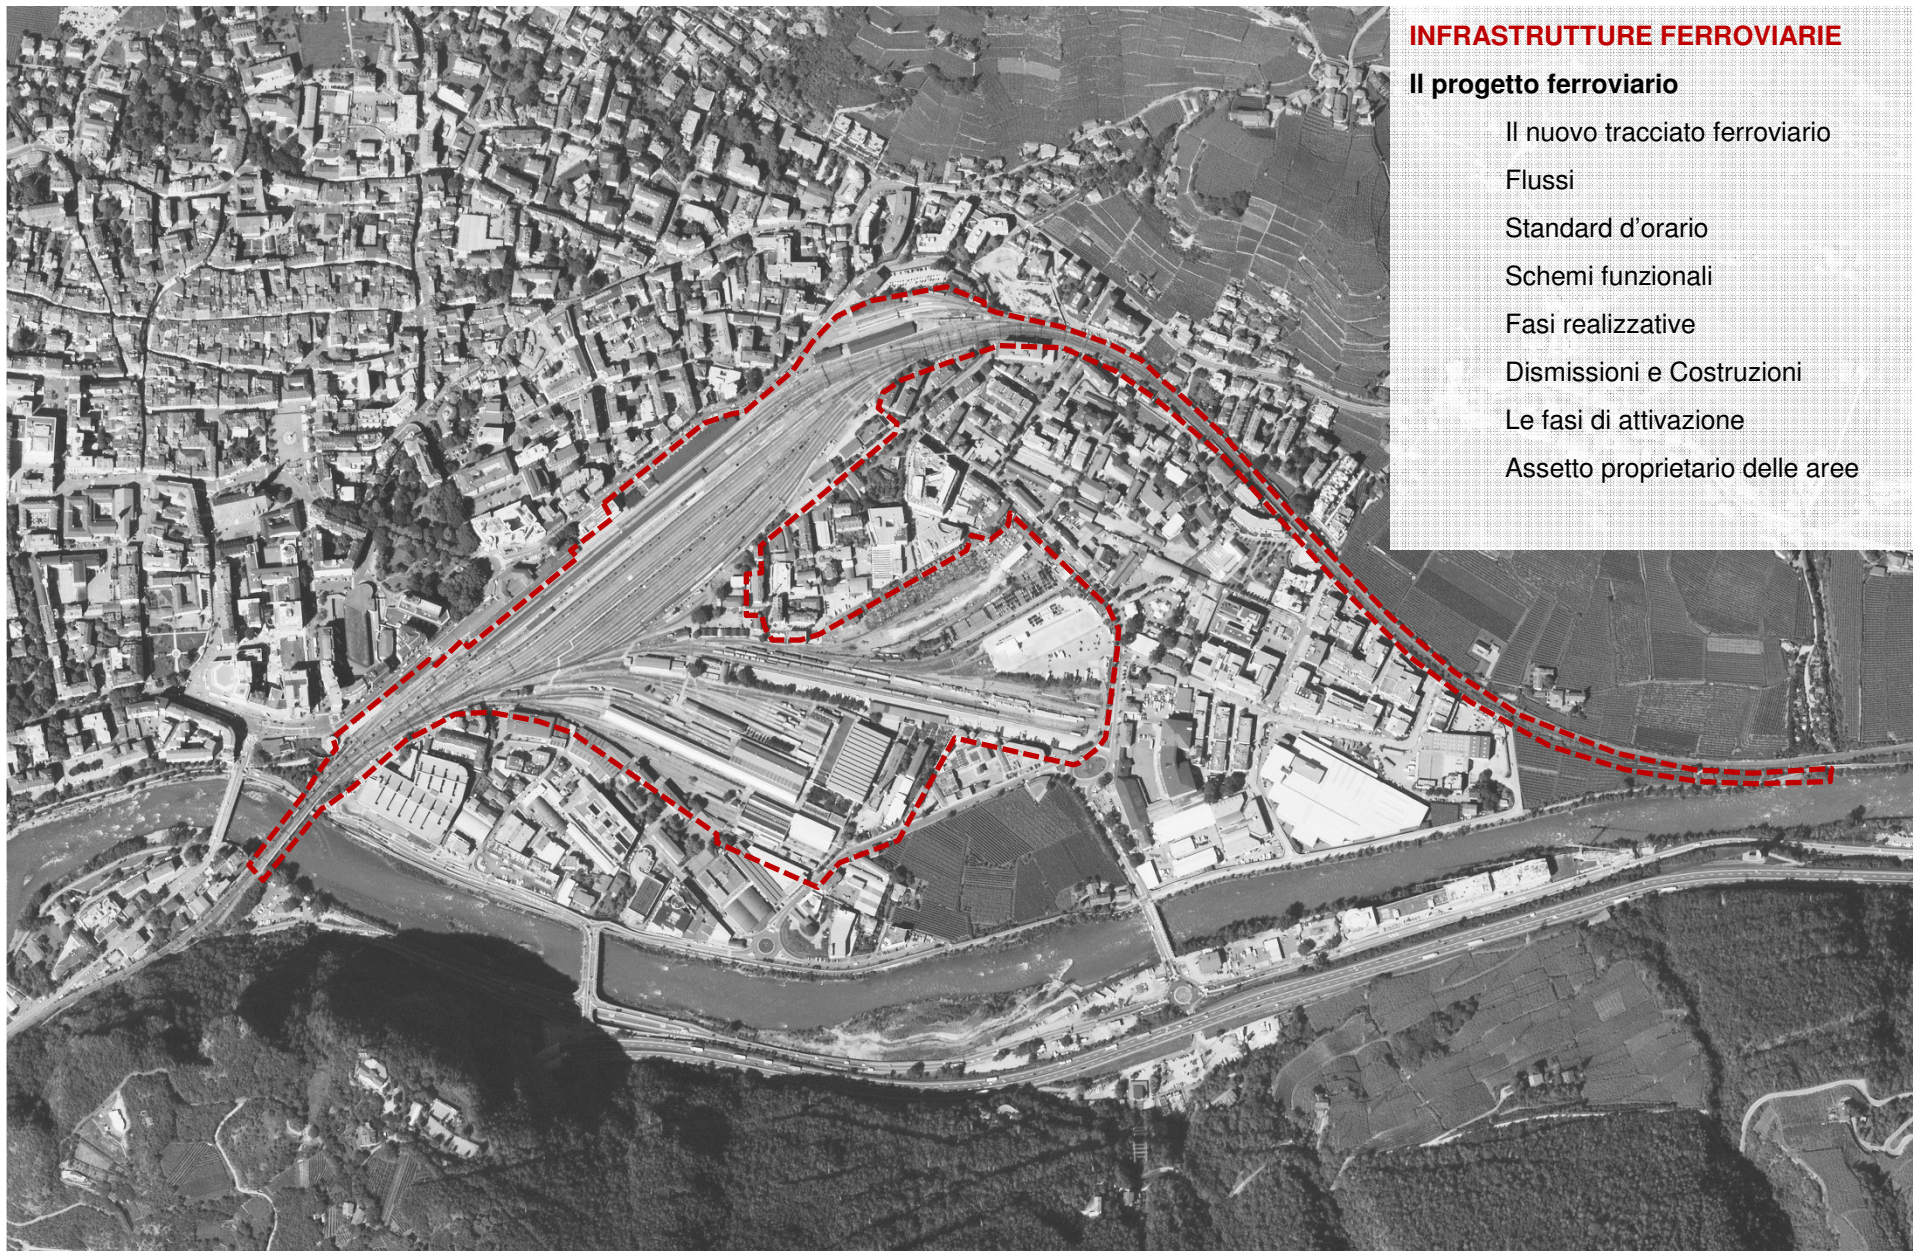 INFRASTRUTTURE FERROVIARIE
Il progetto ferroviario
Il nuovo tracciato ferroviario
Flussi
Standard d'orario
Schemi funzionali
Fasi realizzative
Dismissioni e Costruzioni
Le fasi di attivazione
Assetto proprietario delle aree